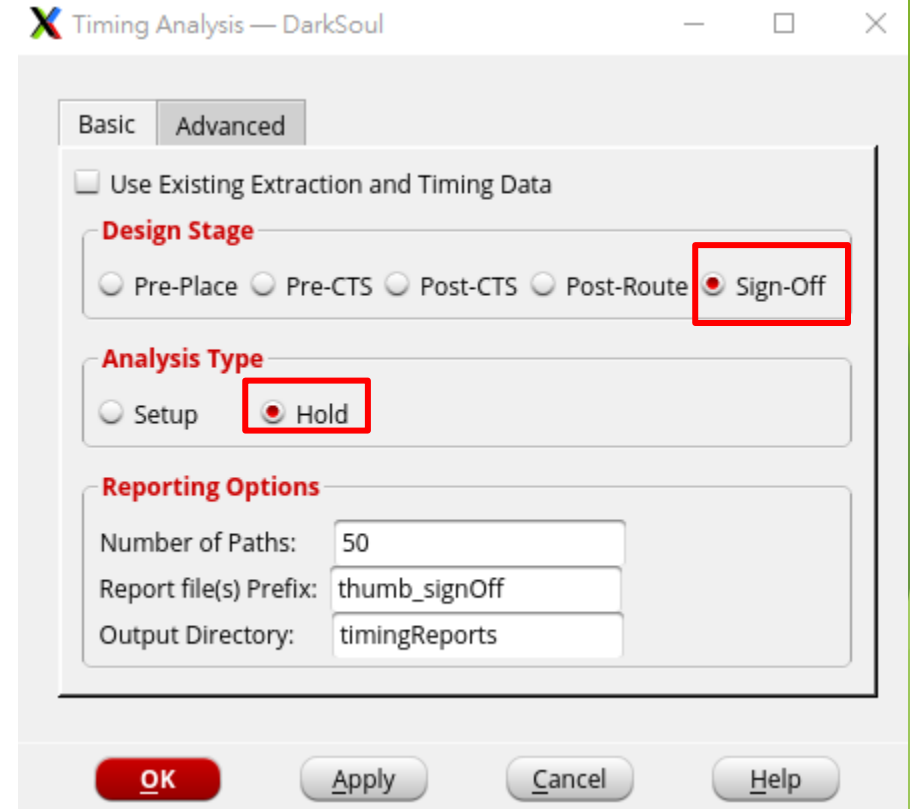 Timing Analysis — DarkSoul
Basic Advanced
Use Existing Extraction and Timing Data
Design Stage
Pre-Place Pre-CTS Post-CTS Post-Route Sign-Off
Analysis Type
Setup Hold
Reporting Options
Number of Paths: 50
Report file(s) Prefix: thumb_signOff
Output Directory: timingReports
OK Apply Cancel Help